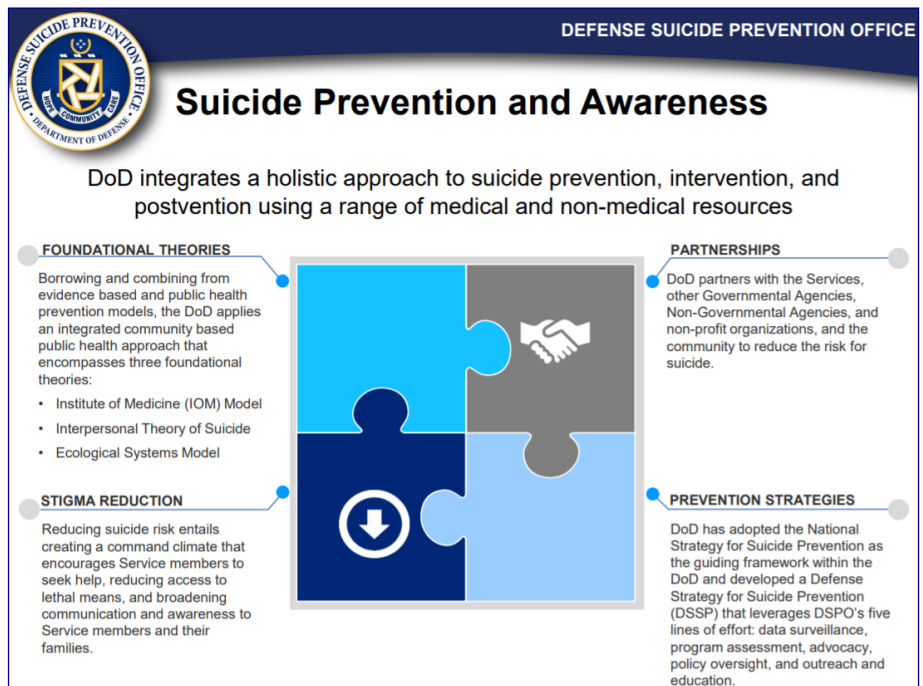 DEFENSE SUICIDE PREVENTION OFFICE
DEFENSE SUICIDE PREVENTION OFFICE
DEPARTMENT OF DEFENSE
HOPE COMMUNITY CARE
Suicide Prevention and Awareness
DoD integrates a holistic approach to suicide prevention, intervention, and
postvention using a range of medical and non-medical resources
FOUNDATIONAL THEORIES
Borrowing and combining from
evidence based and public health
prevention models, the DoD applies
an integrated community based
public health approach that
encompasses three foundational
theories:
• Institute of Medicine (IOM) Model
• Interpersonal Theory of Suicide
• Ecological Systems Model
PARTNERSHIPS
DoD partners with the Services,
other Governmental Agencies,
Non-Governmental Agencies, and
non-profit organizations, and the
community to reduce the risk for
suicide.
STIGMA REDUCTION
Reducing suicide risk entails
creating a command climate that
encourages Service members to
seek help, reducing access to
lethal means, and broadening
communication and awareness to
Service members and their
families.
PREVENTION STRATEGIES
DoD has adopted the National
Strategy for Suicide Prevention as
the guiding framework within the
DoD and developed a Defense
Strategy for Suicide Prevention
(DSSP) that leverages DSPO's five
lines of effort: data surveillance,
program assessment, advocacy,
policy oversight, and outreach and
education.